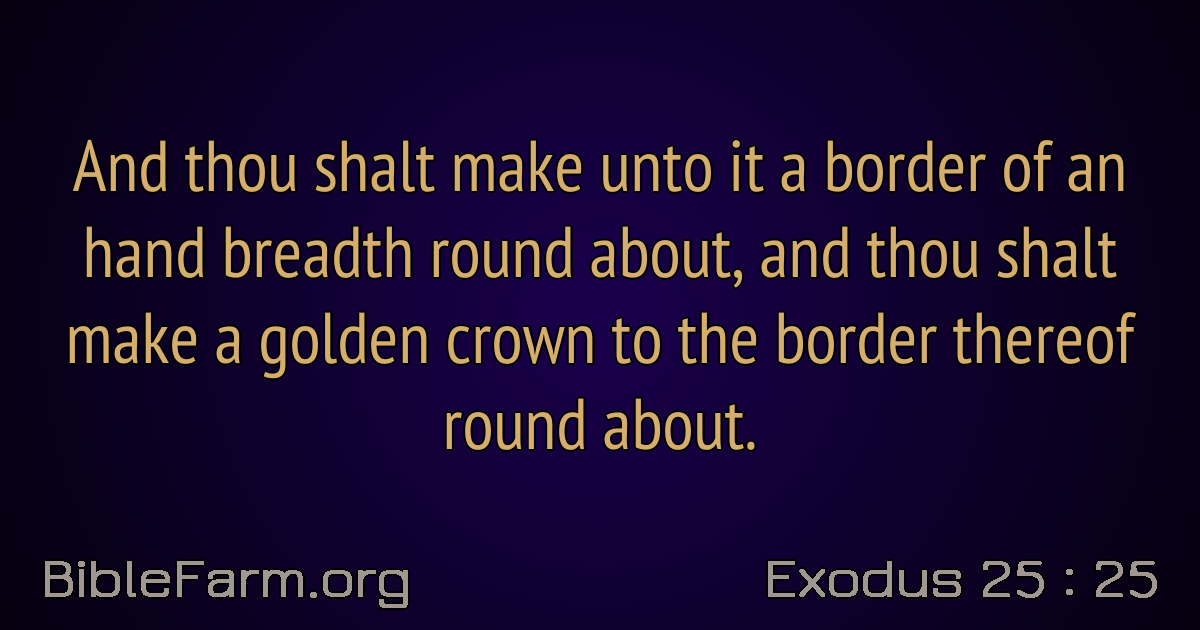 And thou shalt make unto it a border of an
hand breadth round about, and thou shalt
make a golden crown to the border thereof
round about.
BibleFarm.org
Exodus 25 : 25